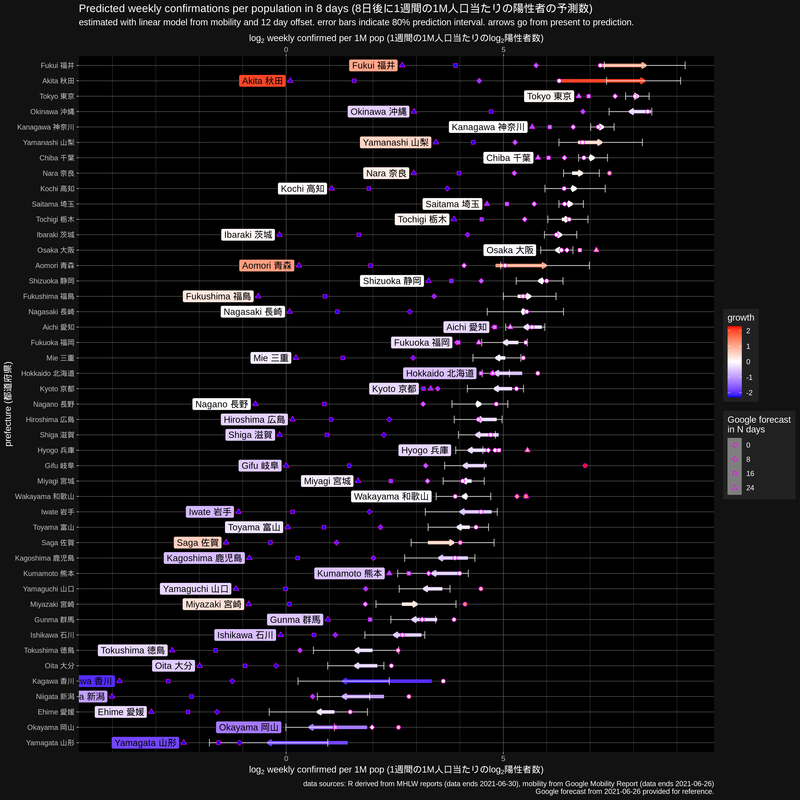 Predicted weekly confirmations per population in 8 days (8日後に1週間の1M人口当たりの陽性者の予測数)
estimated with linear model from mobility and 12 day offset. error bars indicate 80% prediction interval. arrows go from present to prediction.
log2 weekly confirmed per 1M pop (1週間の1M人口当たりのlog2陽性者数)
0 5
Fukui 福井 Fukui 福井
Akita 秋田 Akita 秋田
Tokyo 東京 Tokyo 東京
Okinawa 沖縄 Okinawa 沖縄
Kanagawa 神奈川 Kanagawa 神奈川
Yamanashi 山梨 Yamanashi 山梨
Chiba 千葉 Chiba 千葉
Nara 奈良 Nara 奈良
Kochi 高知 Kochi 高知
Saitama 埼玉 Saitama 埼玉
Tochigi 栃木 Tochigi 栃木
Ibaraki 茨城 Ibaraki 茨城
Osaka 大阪 Osaka 大阪
Aomori 青森 Aomori 青森
Shizuoka 静岡 Shizuoka 静岡
Fukushima 福島 Fukushima 福島
Nagasaki 長崎 Nagasaki 長崎
Aichi 愛知 Aichi 愛知
Fukuoka 福岡 Fukuoka 福岡
Mie 三重 Mie 三重
Hokkaido 北海道 Hokkaido 北海道
Kyoto 京都 Kyoto 京都
Nagano 長野 Nagano 長野
Hiroshima 広島 Hiroshima 広島
Shiga 滋賀 Shiga 滋賀
Hyogo 兵庫 Hyogo 兵庫
Gifu 岐阜 Gifu 岐阜
Miyagi 宮城 Miyagi 宮城
Wakayama 和歌山 Wakayama 和歌山
Iwate 岩手 Iwate 岩手
Toyama 富山 Toyama 富山
Saga 佐賀 Saga 佐賀
Kagoshima 鹿児島 Kagoshima 鹿児島
Kumamoto 熊本 Kumamoto 熊本
Yamaguchi 山口 Yamaguchi 山口
Miyazaki 宮崎 Miyazaki 宮崎
Gunma 群馬 Gunma 群馬
Ishikawa 石川 Ishikawa 石川
Tokushima 徳島 Tokushima 徳島
Oita 大分 Oita 大分
Kagawa 香川 wa 香川
Niigata 新潟 a 新潟
Ehime 愛媛 Ehime 愛媛
Okayama 岡山 Okayama 岡山
Yamagata 山形 Yamagata 山形
0 5
log2 weekly confirmed per 1M pop (1週間の1M人口当たりのlog2陽性者数)
prefecture (都道府県)
growth
2
1
0
-1
-2
Google forecast
in N days
0
8
16
24
data sources: R derived from MHLW reports (data ends 2021-06-30), mobility from Google Mobility Report (data ends 2021-06-26)
Google forecast from 2021-06-26 provided for reference.